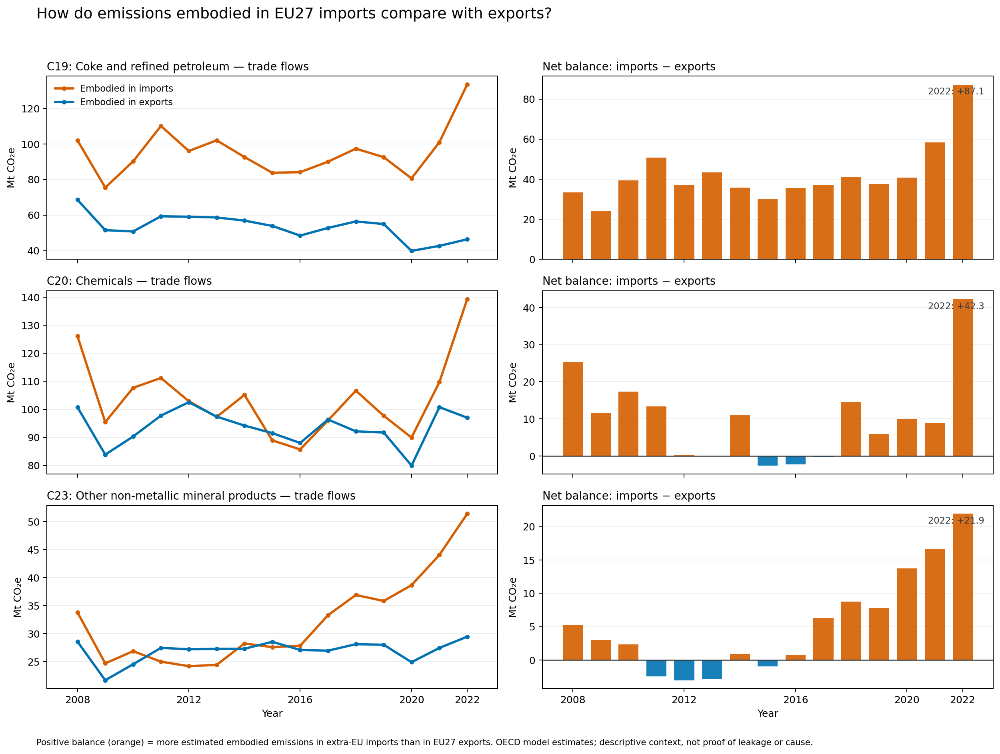 How do emissions embodied in EU27 imports compare with exports?
C19: Coke and refined petroleum — trade flows
Embodied in imports
Embodied in exports
Mt CO₂e
120
100
80
60
40
Net balance: imports − exports
2022: +87.1
Mt CO₂e
80
60
40
20
0
C20: Chemicals — trade flows
Mt CO₂e
140
130
120
110
100
90
80
Net balance: imports − exports
2022: +42.3
Mt CO₂e
40
30
20
10
0
C23: Other non-metallic mineral products — trade flows
Mt CO₂e
50
45
40
35
30
25
2008 2012 2016 2020 2022
Year
Net balance: imports − exports
2022: +21.9
Mt CO₂e
20
15
10
5
0
2008 2012 2016 2020 2022
Year
Positive balance (orange) = more estimated embodied emissions in extra-EU imports than in EU27 exports. OECD model estimates; descriptive context, not proof of leakage or cause.